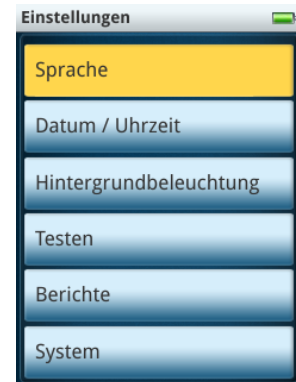 Einstellungen
Sprache
Datum / Uhrzeit
Hintergrundbeleuchtung
Testen
Berichte
System